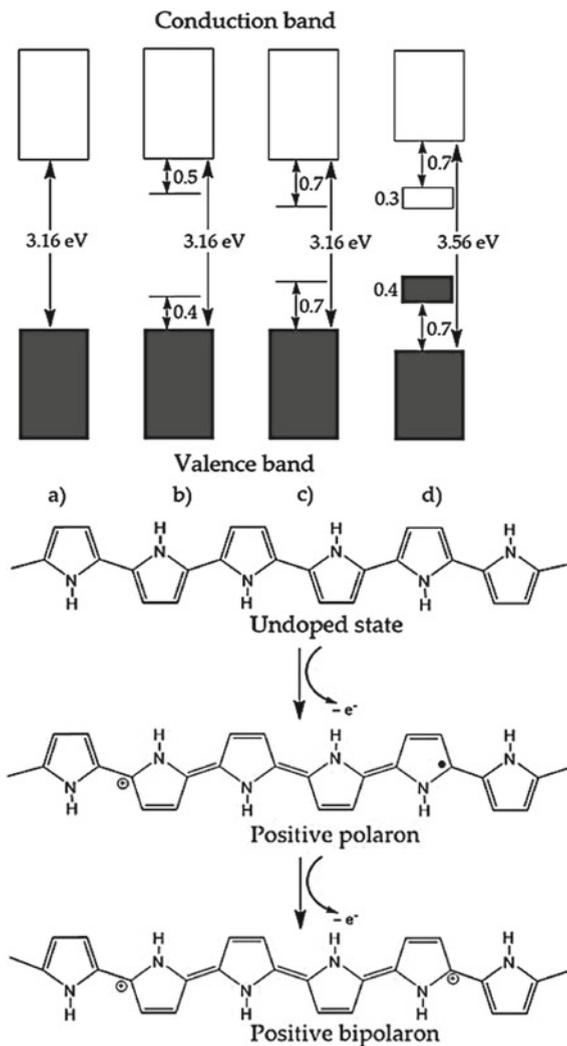 Conduction band
0.5 0.7 0.7
0.3
3.16 eV 3.16 eV 3.16 eV 3.56 eV
0.4
0.4 0.7 0.7
Valence band
a) b) c) d)
H H H
N N N
N N N
H H H
Undoped state
– e-
H H H
N N N
⊕ •
N N N
H H H
Positive polaron
– e-
H H H
N N N
⊕ ⊕
N N N
H H H
Positive bipolaron